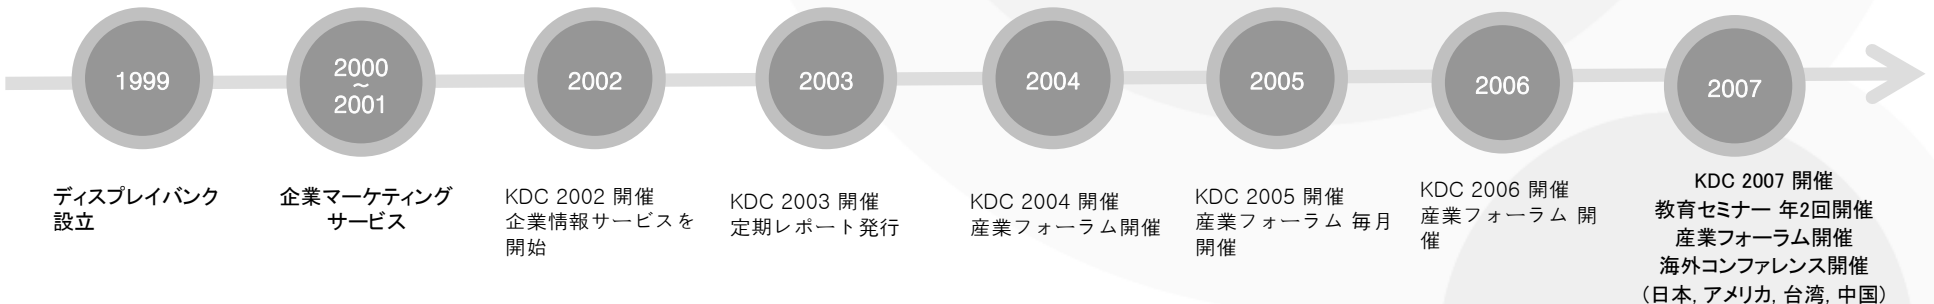 1999
2000
~
2001
2002
2003
2004
2005
2006
2007
ディスプレイバンク
設立
企業マーケティング
サービス
KDC 2002 開催
企業情報サービスを
開始
KDC 2003 開催
定期レポート発行
KDC 2004 開催
産業フォーラム開催
KDC 2005 開催
産業フォーラム 毎月
開催
KDC 2006 開催
産業フォーラム 開
催
KDC 2007 開催
教育セミナー 年2回開催
産業フォーラム開催
海外コンファレンス開催
(日本, アメリカ, 台湾, 中国)